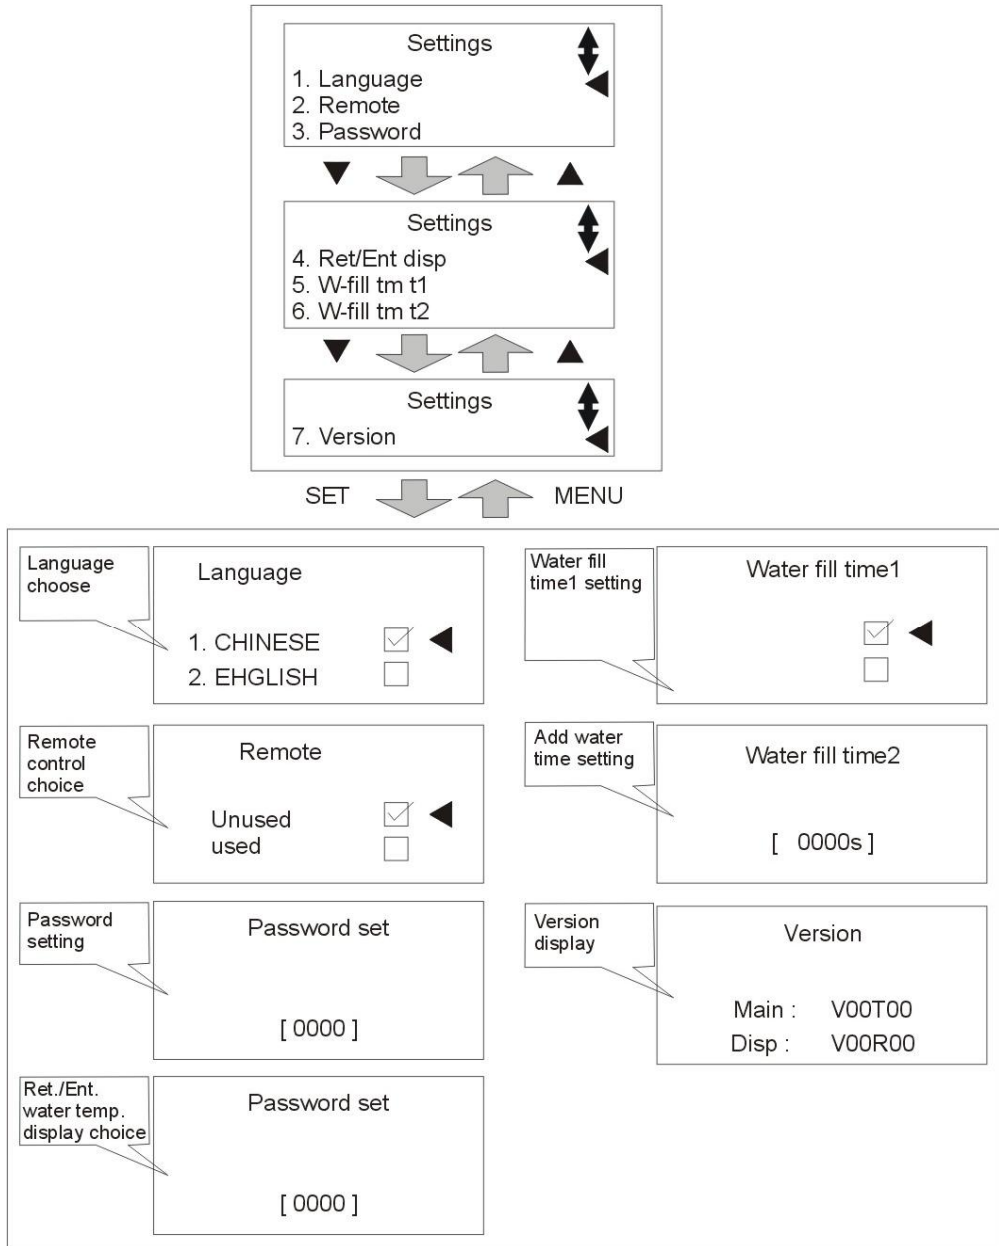 Settings
1. Language
2. Remote
3. Password
Settings
4. Ret/Ent disp
5. W-fill tm t1
6. W-fill tm t2
Settings
7. Version
SET
MENU
Language
choose
Language
1. CHINESE
2. EHGLISH
Remote
control
choice
Remote
Unused
used
Password
setting
Password set
[ 0000 ]
Ret./Ent.
water temp.
display choice
Password set
[ 0000 ]
Water fill
time1 setting
Water fill time1
Add water
time setting
Water fill time2
[ 0000s ]
Version
display
Version
Main : V00T00
Disp : V00R00